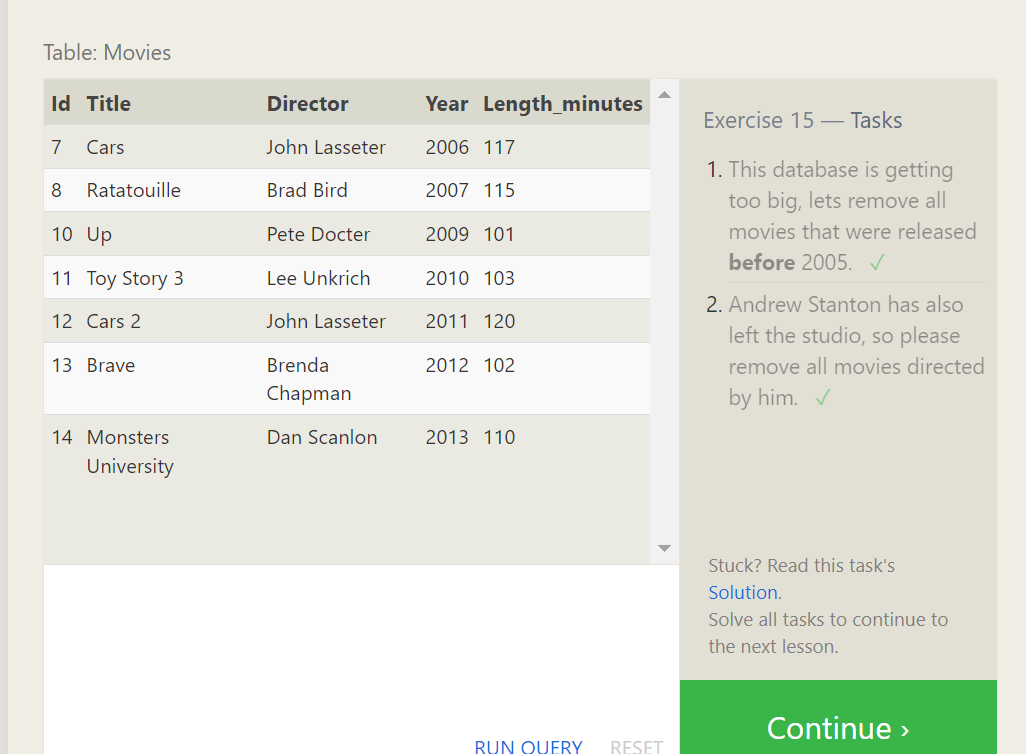 Table: Movies
Id Title Director Year Length_minutes
7 Cars John Lasseter 2006 117
8 Ratatouille Brad Bird 2007 115
10 Up Pete Docter 2009 101
11 Toy Story 3 Lee Unkrich 2010 103
12 Cars 2 John Lasseter 2011 120
13 Brave Brenda 2012 102
Chapman
14 Monsters Dan Scanlon 2013 110
University
RUN QUERY RESET
Exercise 15 — Tasks
1. This database is getting
too big, lets remove all
movies that were released
before 2005. ✓
2. Andrew Stanton has also
left the studio, so please
remove all movies directed
by him. ✓
Stuck? Read this task's
Solution.
Solve all tasks to continue to
the next lesson.
Continue ›